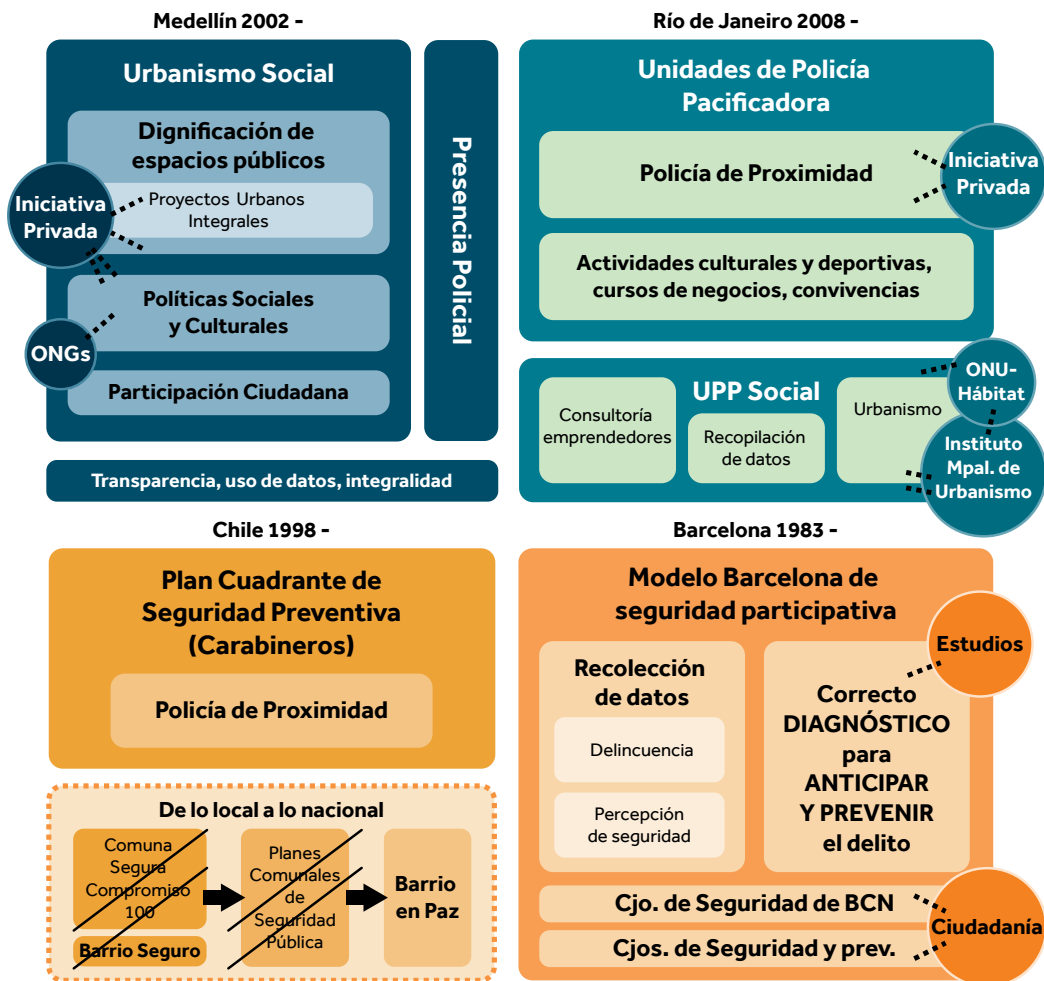 Medellín 2002 -
Urbanismo Social
Dignificación de
espacios públicos
Proyectos Urbanos
Integrales
Iniciativa
Privada
Políticas Sociales
y Culturales
ONGs
Participación Ciudadana
Presencia Policial
Transparencia, uso de datos, integralidad
Río de Janeiro 2008 -
Unidades de Policía
Pacificadora
Policía de Proximidad
Iniciativa
Privada
Actividades culturales y deportivas,
cursos de negocios, convivencias
UPP Social
Consultoría
emprendedores
Recopilación
de datos
Urbanismo
ONU-
Hábitat
Instituto
Mpal. de
Urbanismo
Chile 1998 -
Plan Cuadrante de
Seguridad Preventiva
(Carabineros)
Policía de Proximidad
De lo local a lo nacional
Comuna
Segura
Compromiso
100
Barrio Seguro
Planes
Comunales
de
Seguridad
Pública
Barrio
en Paz
Barcelona 1983 -
Modelo Barcelona de
seguridad participativa
Recolección
de datos
Delincuencia
Percepción
de seguridad
Estudios
Correcto
DIAGNÓSTICO
para
ANTICIPAR
Y PREVENIR
el delito
Cjo. de Seguridad de BCN
Cjos. de Seguridad y prev.
Ciudadanía